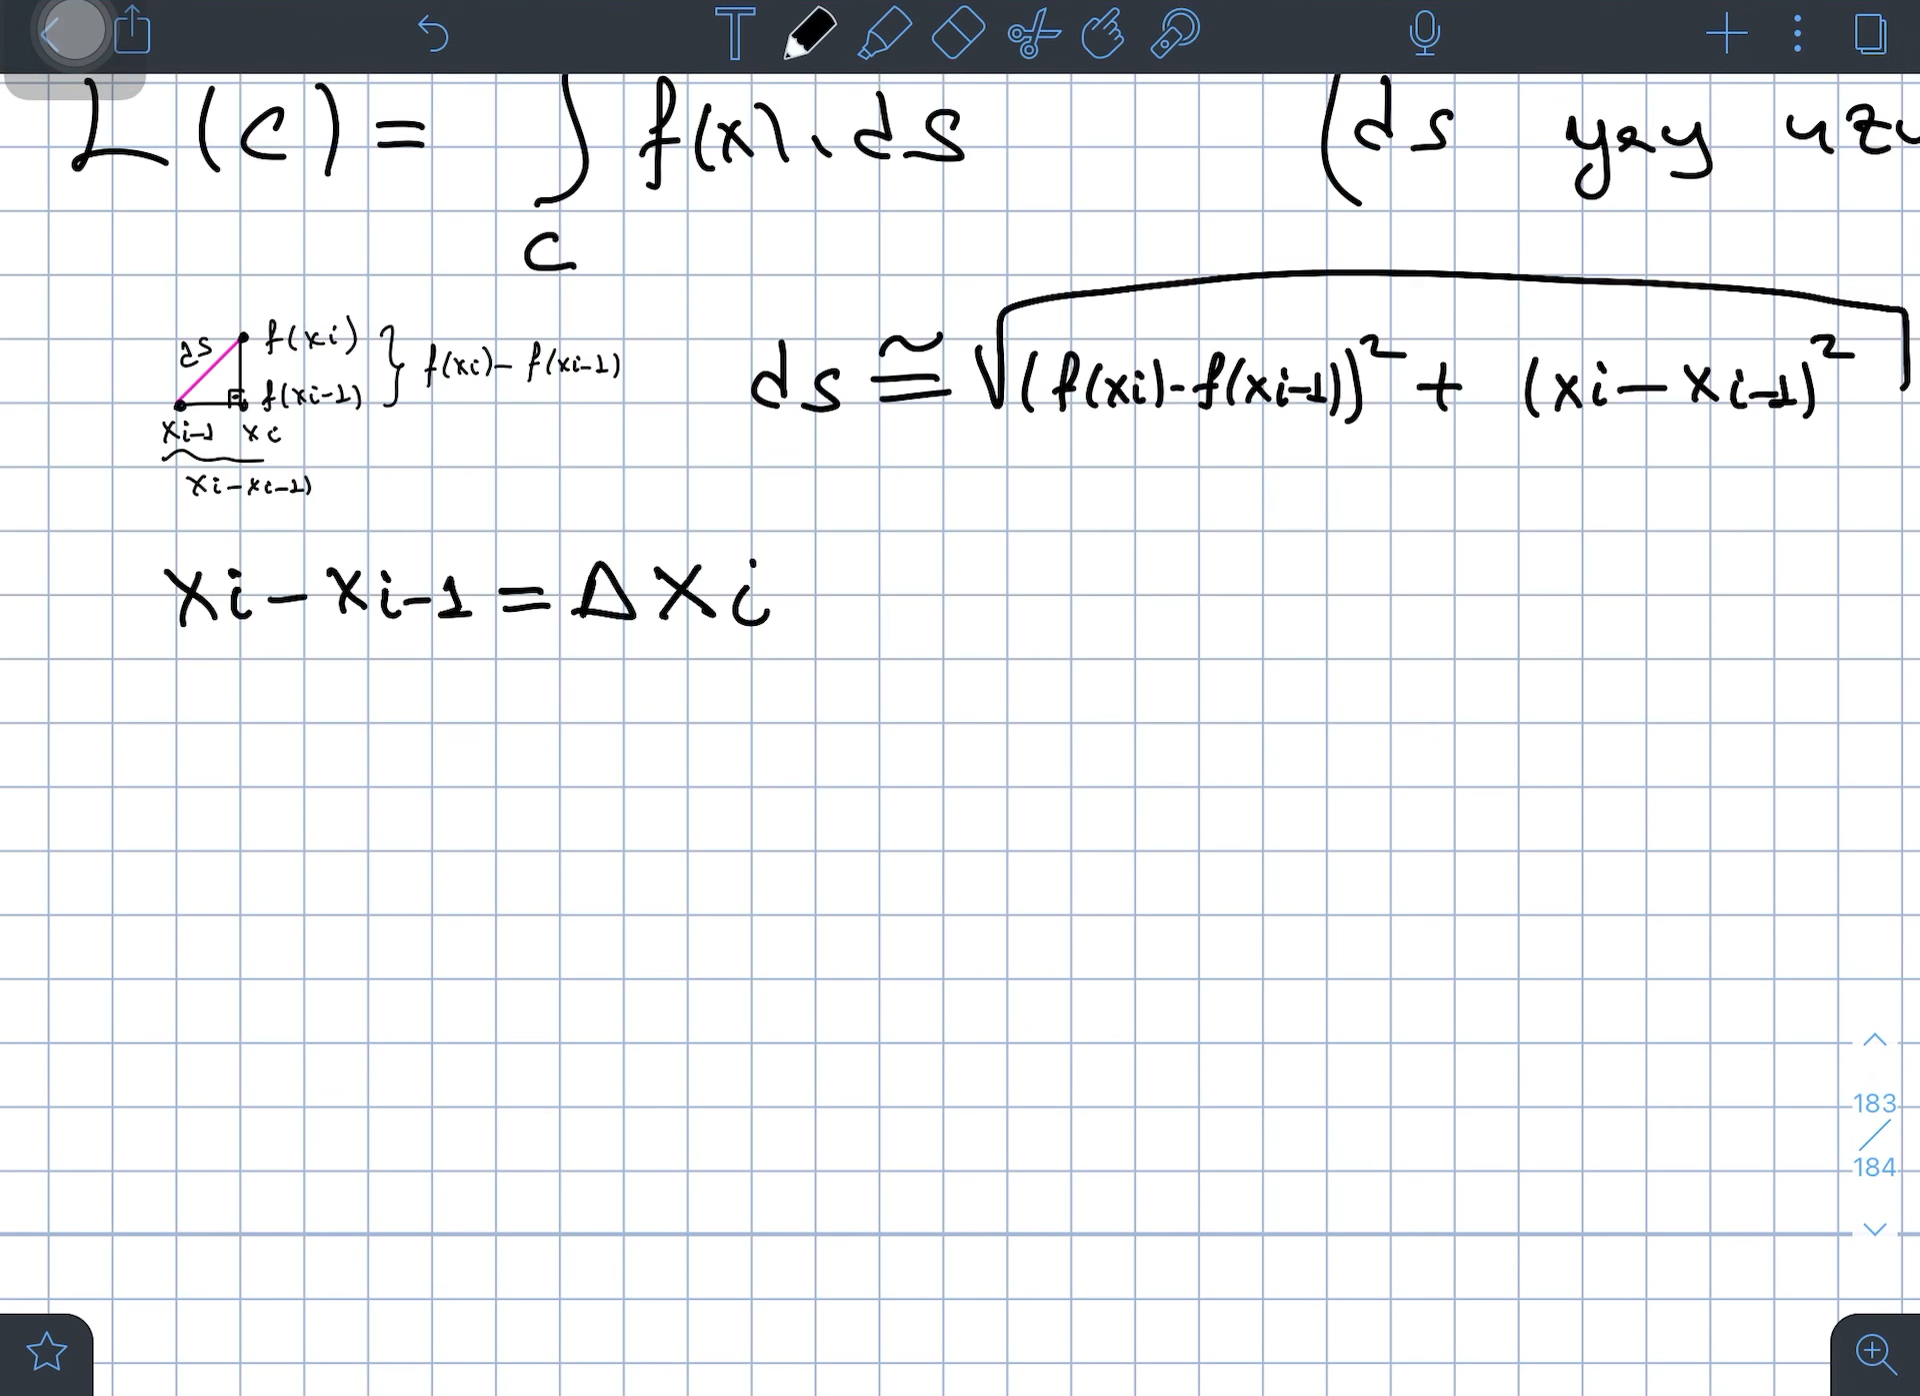 L(C) = ∫ f(x). ds (ds yay uzu
C
ds f(xi) } f(xi) - f(xi-1)
f(xi-1)
xi-1 xi
xi - xi-1)
ds ≅ √(f(xi)-f(xi-1))² + (xi - xi-1)²
xi - xi-1 = Δxi
183
/
184